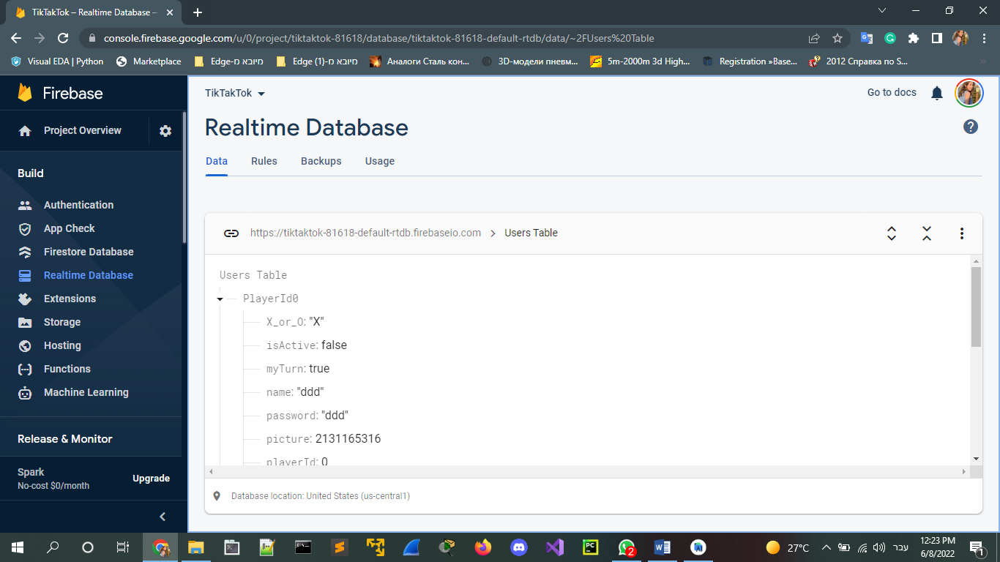 TikTakTok – Realtime Database –
console.firebase.google.com/u/0/project/tiktaktok-81618/database/tiktaktok-81618-default-rtdb/data/~2FUsers%20Table
Visual EDA | Python
Marketplace
Edge-מיובא מ
Edge (1)-מיובא מ
Аналоги Сталь кон...
3D-модели пневм...
5m-2000m 3d High...
Registration »Base...
2012 Справка по S...
Firebase
Project Overview
Build
Authentication
App Check
Firestore Database
Realtime Database
Extensions
Storage
Hosting
Functions
Machine Learning
Release & Monitor
Spark
No-cost $0/month
Upgrade
TikTakTok
Go to docs
Realtime Database
Data
Rules
Backups
Usage
https://tiktaktok-81618-default-rtdb.firebaseio.com
Users Table
Users Table
PlayerId0
X_or_O: "X"
isActive: false
myTurn: true
name: "ddd"
password: "ddd"
picture: 2131165316
playerId: 0
Database location: United States (us-central1)
PC
2
27°C
עבר
12:23 PM
6/8/2022
1